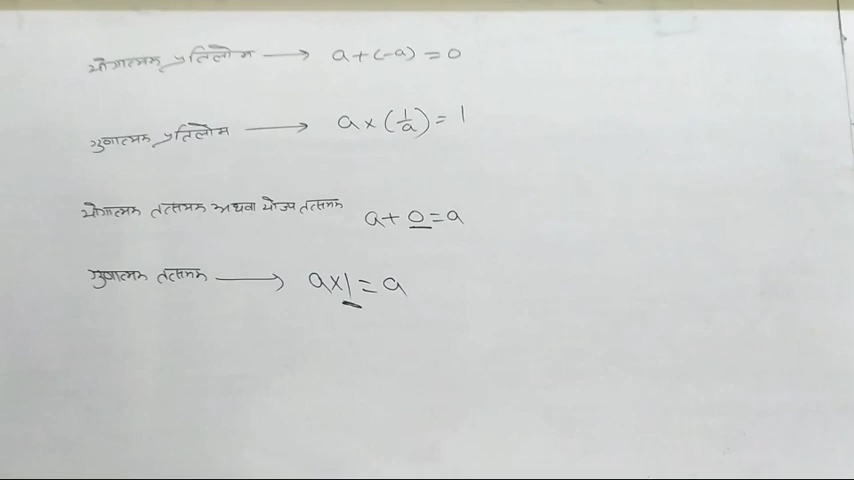 योगात्मक प्रतिलोम → a + (-a) = 0
गुणात्मक प्रतिलोम → a × (1/a) = 1
योगात्मक तत्समक अथवा योज्य तत्समक a + 0 = a
गुणात्मक तत्समक → a × 1 = a